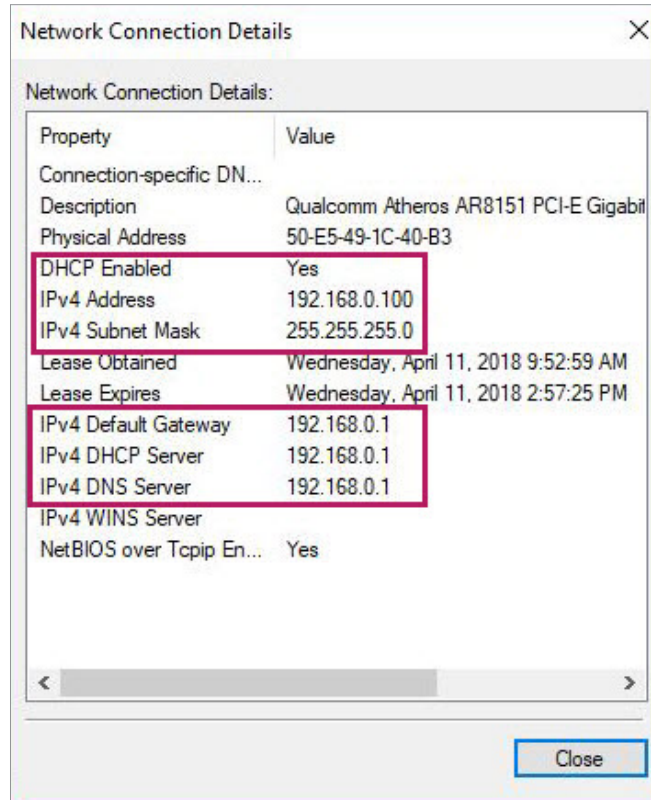 Network Connection Details
Network Connection Details:
Property Value
Connection-specific DN...
Description Qualcomm Atheros AR8151 PCI-E Gigabit
Physical Address 50-E5-49-1C-40-B3
DHCP Enabled Yes
IPv4 Address 192.168.0.100
IPv4 Subnet Mask 255.255.255.0
Lease Obtained Wednesday, April 11, 2018 9:52:59 AM
Lease Expires Wednesday, April 11, 2018 2:57:25 PM
IPv4 Default Gateway 192.168.0.1
IPv4 DHCP Server 192.168.0.1
IPv4 DNS Server 192.168.0.1
IPv4 WINS Server
NetBIOS over Tcpip En... Yes
Close